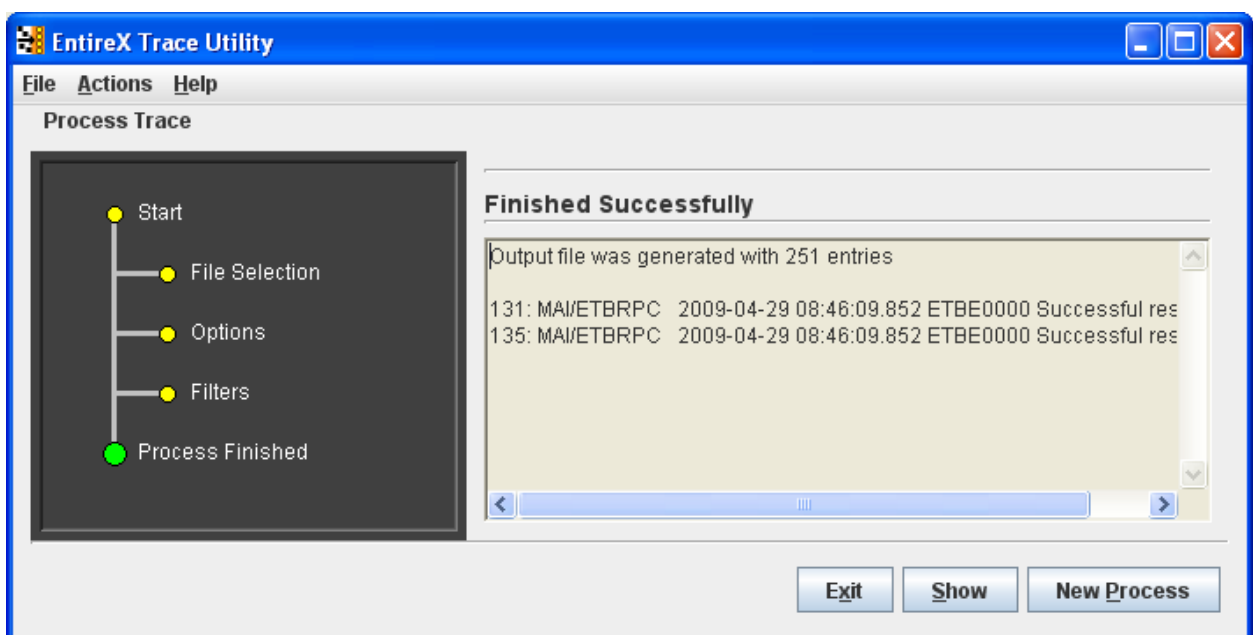 EntireX Trace Utility
File Actions Help
Process Trace
Start
File Selection
Options
Filters
Process Finished
Finished Successfully
Output file was generated with 251 entries
131: MAI/ETBRPC 2009-04-29 08:46:09.852 ETBE0000 Successful res
135: MAI/ETBRPC 2009-04-29 08:46:09.852 ETBE0000 Successful res
Exit Show New Process